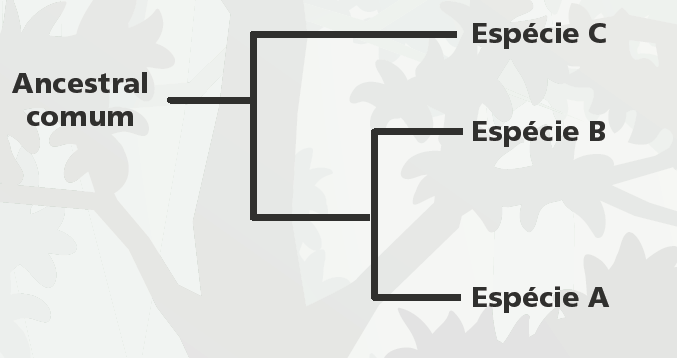 Espécie C
Ancestral
comum
Espécie B
Espécie A